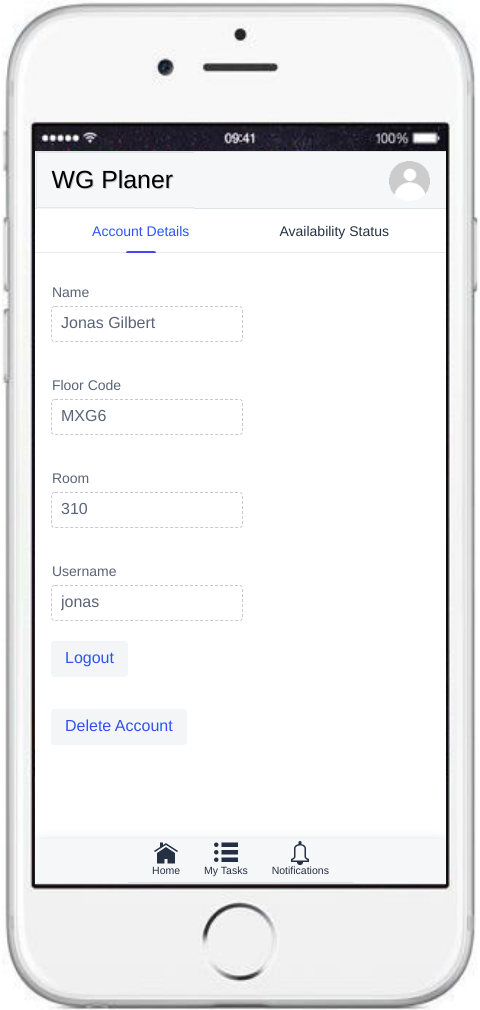 09:41
100%
WG Planer
Account Details
Availability Status
Name
Jonas Gilbert
Floor Code
MXG6
Room
310
Username
jonas
Logout
Delete Account
Home
My Tasks
Notifications